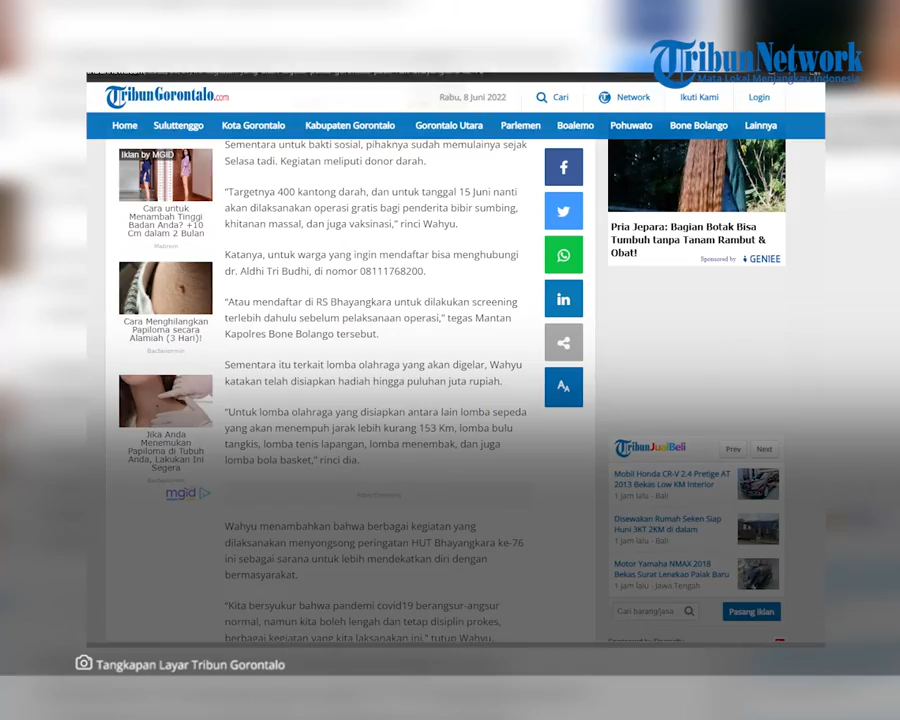 TribunNetwork
Mata Lokal Menjangkau Indonesia
TribunGorontalo.com
Rabu, 8 Juni 2022
Cari
Network
Ikuti Kami
Login
Home Suluttenggo Kota Gorontalo Kabupaten Gorontalo Gorontalo Utara Parlemen Boalemo Pohuwato Bone Bolango Lainnya
Iklan by MGID
Cara untuk
Menambah Tinggi
Badan Anda? +10
Cm dalam 2 Bulan
Cara Menghilangkan
Papiloma secara
Alamiah (3 Hari)!
Jika Anda
Menemukan
Papiloma di Tubuh
Anda, Lakukan Ini
Segera
mgid
Sementara untuk bakti sosial, pihaknya sudah memulainya sejak
Selasa tadi. Kegiatan meliputi donor darah.
"Targetnya 400 kantong darah, dan untuk tanggal 15 Juni nanti
akan dilaksanakan operasi gratis bagi penderita bibir sumbing,
khitanan massal, dan juga vaksinasi," rinci Wahyu.
Katanya, untuk warga yang ingin mendaftar bisa menghubungi
dr. Aldhi Tri Budhi, di nomor 08111768200.
"Atau mendaftar di RS Bhayangkara untuk dilakukan screening
terlebih dahulu sebelum pelaksanaan operasi," tegas Mantan
Kapolres Bone Bolango tersebut.
Sementara itu terkait lomba olahraga yang akan digelar, Wahyu
katakan telah disiapkan hadiah hingga puluhan juta rupiah.
"Untuk lomba olahraga yang disiapkan antara lain lomba sepeda
yang akan menempuh jarak lebih kurang 153 Km, lomba bulu
tangkis, lomba tenis lapangan, lomba menembak, dan juga
lomba bola basket," rinci dia.
Wahyu menambahkan bahwa berbagai kegiatan yang
dilaksanakan menyongsong peringatan HUT Bhayangkara ke-76
ini sebagai sarana untuk lebih mendekatkan diri dengan
bermasyarakat.
"Kita bersyukur bahwa pandemi covid19 berangsur-angsur
normal, namun kita boleh lengah dan tetap disiplin prokes,
berbagai kegiatan yang kita laksanakan ini," tutup Wahyu.
Pria Jepara: Bagian Botak Bisa
Tumbuh tanpa Tanam Rambut &
Obat!
Sponsored by GENIEE
TribunJualBeli
Prev Next
Mobil Honda CR-V 2.4 Pretige AT
2013 Bekas Low KM Interior
1 jam lalu - Bali
Disewakan Rumah Seken Siap
Huni 3KT 2KM di dalam
1 jam lalu - Bali
Motor Yamaha NMAX 2018
Bekas Surat Lengkap Pajak Baru
1 jam lalu - Jawa Tengah
Cari barang/jasa
Pasang Iklan
Tangkapan Layar Tribun Gorontalo